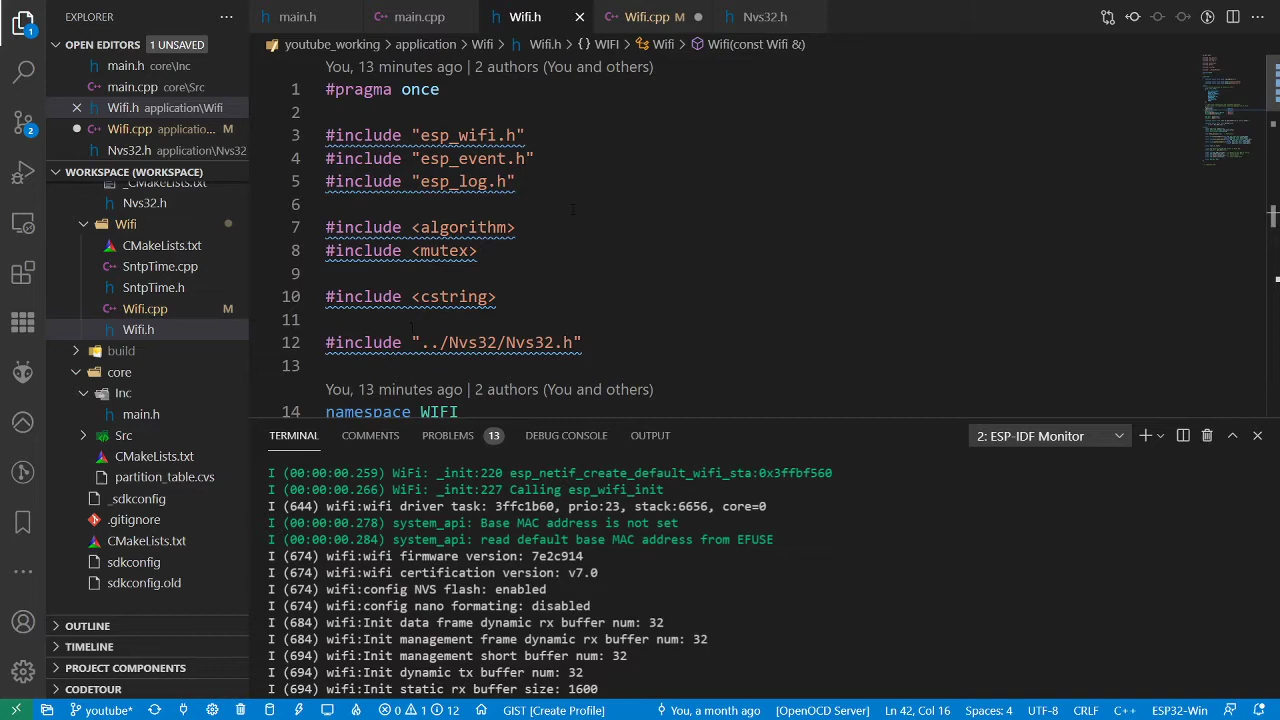 EXPLORER
OPEN EDITORS 1 UNSAVED
main.h core\Inc
main.cpp core\Src
Wifi.h application\Wifi
Wifi.cpp applicatio... M
Nvs32.h application\Nvs32
WORKSPACE (WORKSPACE)
_CMakeLists.txt
Nvs32.h
Wifi
CMakeLists.txt
SntpTime.cpp
SntpTime.h
Wifi.cpp M
Wifi.h
build
core
Inc
main.h
Src
CMakeLists.txt
partition_table.cvs
_sdkconfig
.gitignore
CMakeLists.txt
sdkconfig
sdkconfig.old
OUTLINE
TIMELINE
PROJECT COMPONENTS
CODETOUR
1
2
main.h
main.cpp
Wifi.h
Wifi.cpp M
Nvs32.h
youtube_working > application > Wifi > Wifi.h > {} WIFI > Wifi > Wifi(const Wifi &)
You, 13 minutes ago | 2 authors (You and others)
1 #pragma once
2
3 #include "esp_wifi.h"
4 #include "esp_event.h"
5 #include "esp_log.h"
6
7 #include <algorithm>
8 #include <mutex>
9
10 #include <cstring>
11
12 #include "../Nvs32/Nvs32.h"
13
You, 13 minutes ago | 2 authors (You and others)
14 namespace WIFI
TERMINAL COMMENTS PROBLEMS 13 DEBUG CONSOLE OUTPUT 2: ESP-IDF Monitor
I (00:00:00.259) WiFi: _init:220 esp_netif_create_default_wifi_sta:0x3ffbf560
I (00:00:00.266) WiFi: _init:227 Calling esp_wifi_init
I (644) wifi:wifi driver task: 3ffc1b60, prio:23, stack:6656, core=0
I (00:00:00.278) system_api: Base MAC address is not set
I (00:00:00.284) system_api: read default base MAC address from EFUSE
I (674) wifi:wifi firmware version: 7e2c914
I (674) wifi:wifi certification version: v7.0
I (674) wifi:config NVS flash: enabled
I (674) wifi:config nano formating: disabled
I (684) wifi:Init data frame dynamic rx buffer num: 32
I (684) wifi:Init management frame dynamic rx buffer num: 32
I (694) wifi:Init management short buffer num: 32
I (694) wifi:Init dynamic tx buffer num: 32
I (694) wifi:Init static rx buffer size: 1600
youtube* 0 1 12 GIST [Create Profile] You, a month ago [OpenOCD Server] Ln 42, Col 16 Spaces: 4 UTF-8 CRLF C++ ESP32-Win